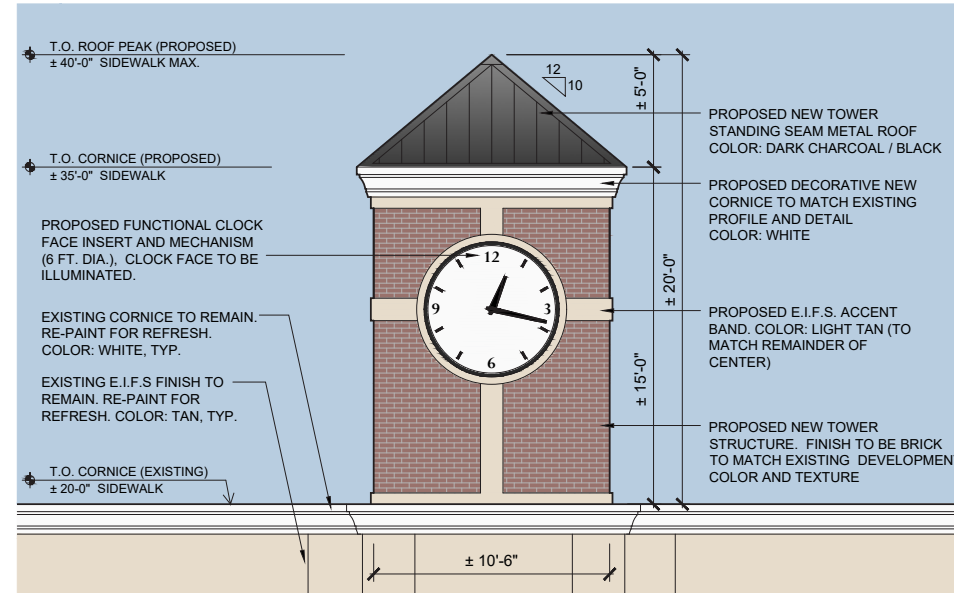 T.O. ROOF PEAK (PROPOSED)
± 40'-0" SIDEWALK MAX.
T.O. CORNICE (PROPOSED)
± 35'-0" SIDEWALK
PROPOSED FUNCTIONAL CLOCK
FACE INSERT AND MECHANISM
(6 FT. DIA.), CLOCK FACE TO BE
ILLUMINATED.
EXISTING CORNICE TO REMAIN.
RE-PAINT FOR REFRESH.
COLOR: WHITE, TYP.
EXISTING E.I.F.S FINISH TO
REMAIN. RE-PAINT FOR
REFRESH. COLOR: TAN, TYP.
T.O. CORNICE (EXISTING)
± 20-0" SIDEWALK
12
10
12
3
6
9
± 10'-6"
± 5'-0"
± 20'-0"
± 15'-0"
PROPOSED NEW TOWER
STANDING SEAM METAL ROOF
COLOR: DARK CHARCOAL / BLACK
PROPOSED DECORATIVE NEW
CORNICE TO MATCH EXISTING
PROFILE AND DETAIL
COLOR: WHITE
PROPOSED E.I.F.S. ACCENT
BAND. COLOR: LIGHT TAN (TO
MATCH REMAINDER OF
CENTER)
PROPOSED NEW TOWER
STRUCTURE. FINISH TO BE BRICK
TO MATCH EXISTING DEVELOPMEN
COLOR AND TEXTURE